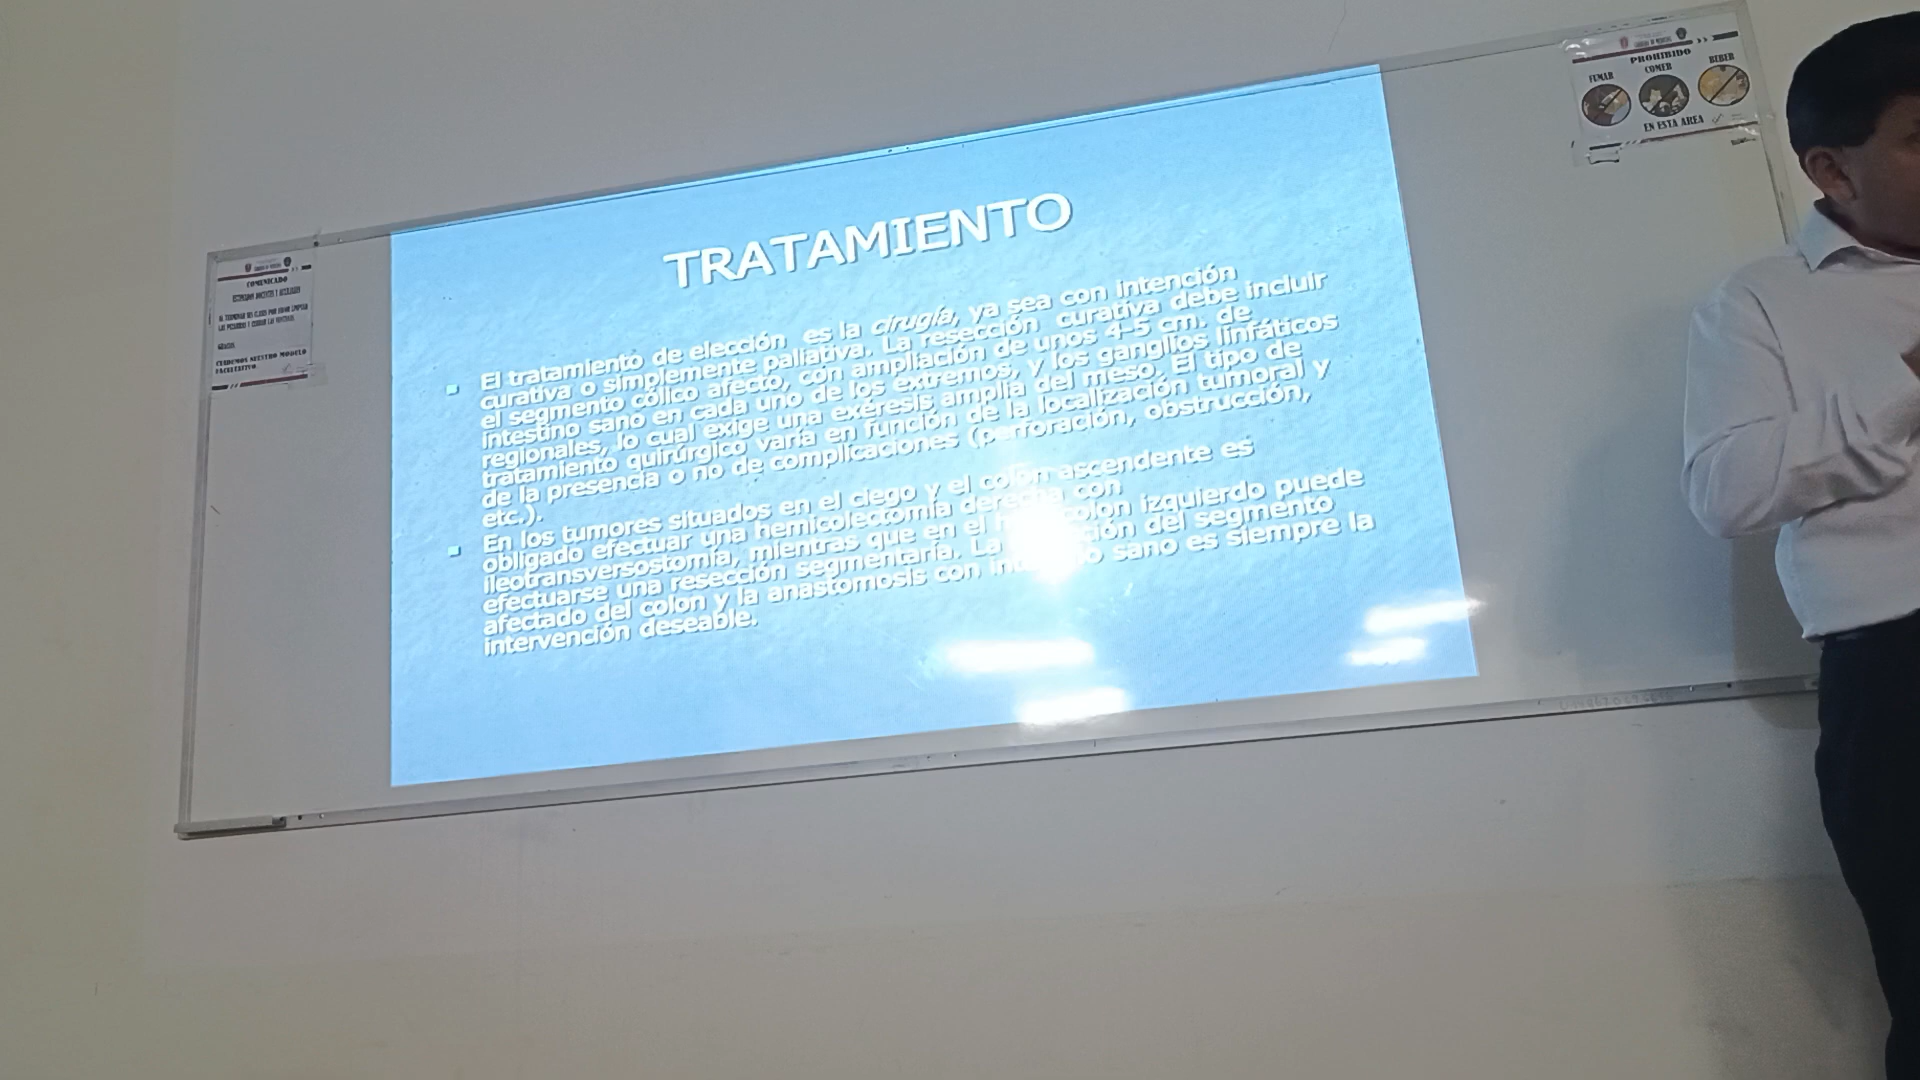 TRATAMIENTO
El tratamiento de elección es la cirugía, ya sea con intención
curativa o simplemente paliativa. La resección curativa debe incluir
el segmento cólico afecto, con ampliación de unos 4-5 cm. de
intestino sano en cada uno de los extremos, y los ganglios linfáticos
regionales, lo cual exige una exéresis amplia del meso. El tipo de
tratamiento quirúrgico varía en función de la localización tumoral y
de la presencia o no de complicaciones (perforación, obstrucción,
etc.).
En los tumores situados en el ciego y el colon ascendente es
obligado efectuar una hemicolectomía derecha con
ileotransversostomía, mientras que en el colon izquierdo puede
efectuarse una resección segmentaria. La del segmento
afectado del colon y la anastomosis con sano es siempre la
intervención deseable.
COMUNICADO
CUIDEMOS NUESTRO MODULO
FACULTATIVO
PROHIBIDO
FUMAR COMER BEBER
EN ESTA AREA